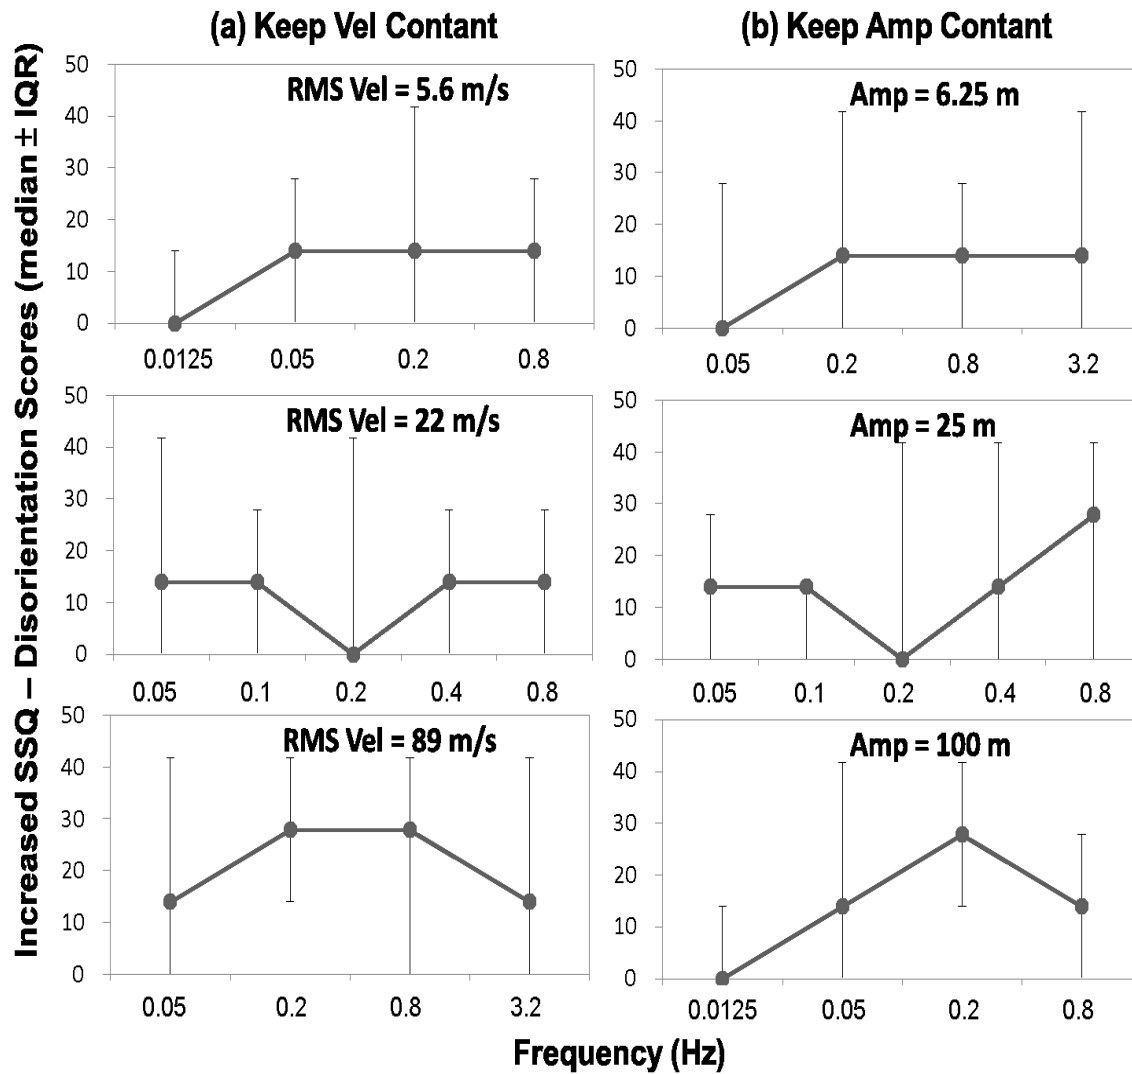 (a) Keep Vel Contant
(b) Keep Amp Contant
Increased SSQ – Disorientation Scores (median ± IQR)
RMS Vel = 5.6 m/s
50
40
30
20
10
0
0.0125 0.05 0.2 0.8
Amp = 6.25 m
50
40
30
20
10
0
0.05 0.2 0.8 3.2
RMS Vel = 22 m/s
50
40
30
20
10
0
0.05 0.1 0.2 0.4 0.8
Amp = 25 m
50
40
30
20
10
0
0.05 0.1 0.2 0.4 0.8
RMS Vel = 89 m/s
50
40
30
20
10
0
0.05 0.2 0.8 3.2
Amp = 100 m
50
40
30
20
10
0
0.0125 0.05 0.2 0.8
Frequency (Hz)